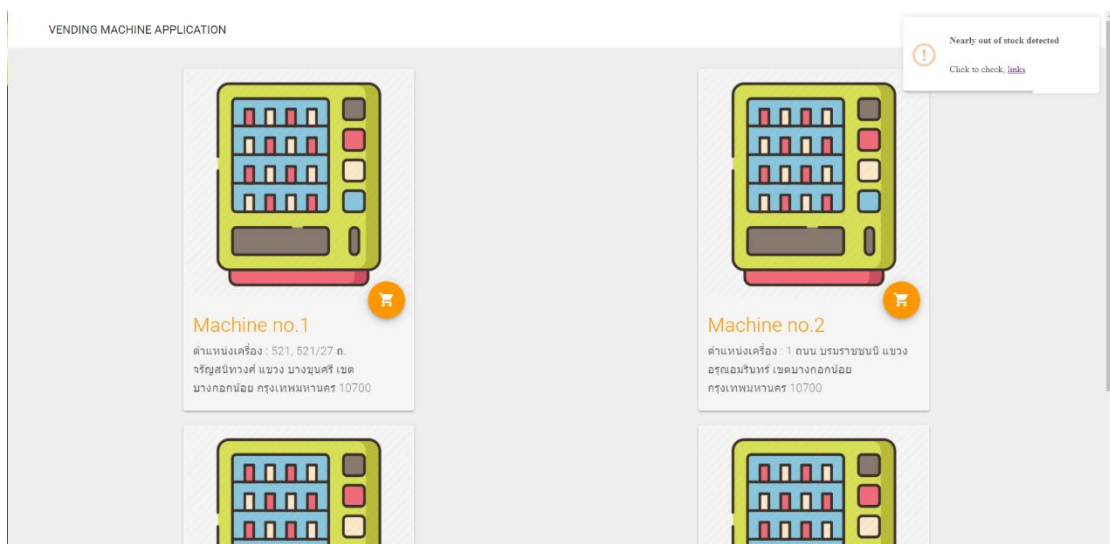 VENDING MACHINE APPLICATION
Nearly out of stock detected
Click to check, links
Machine no.1
ตำแหน่งเครื่อง : 521, 521/27 ถ.
จรัญสนิทวงศ์ แขวง บางขุนศรี เขต
บางกอกน้อย กรุงเทพมหานคร 10700
Machine no.2
ตำแหน่งเครื่อง : 1 ถนน บรมราชชนนี แขวง
อรุณอมรินทร์ เขตบางกอกน้อย
กรุงเทพมหานคร 10700